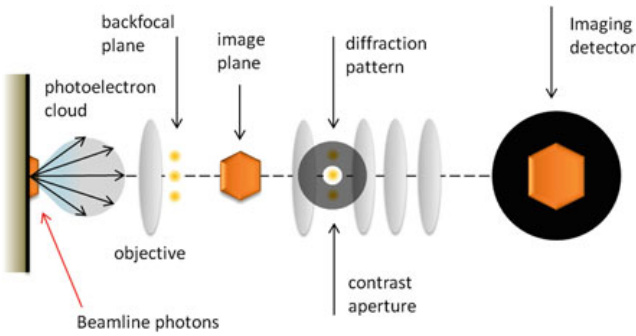 backfocal
plane
image
plane
diffraction
pattern
Imaging
detector
photoelectron
cloud
objective
contrast
aperture
Beamline photons